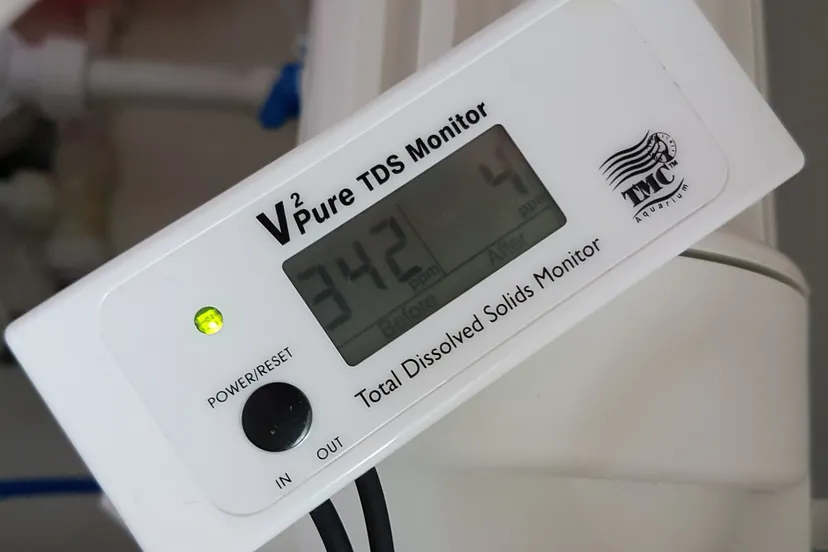 V² Pure TDS Monitor
342 ppm
Before
4 ppm
After
TMC™
Aquarium
Total Dissolved Solids Monitor
POWER/RESET
IN OUT